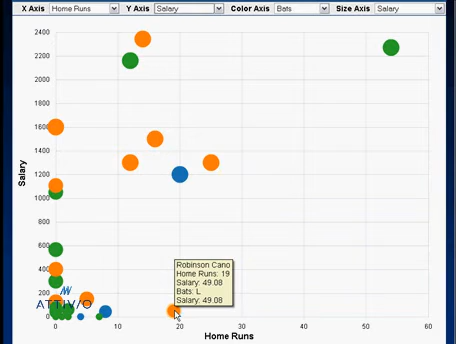 X Axis Home Runs Y Axis Salary Color Axis Bats Size Axis Salary
2400
2200
2000
1800
1600
1400
1200
1000
800
600
400
200
0
Salary
Robinson Cano
Home Runs: 19
Salary: 49.08
Bats: L
Salary: 49.08
ATTIV/O
0 10 20 30 40 50 60
Home Runs